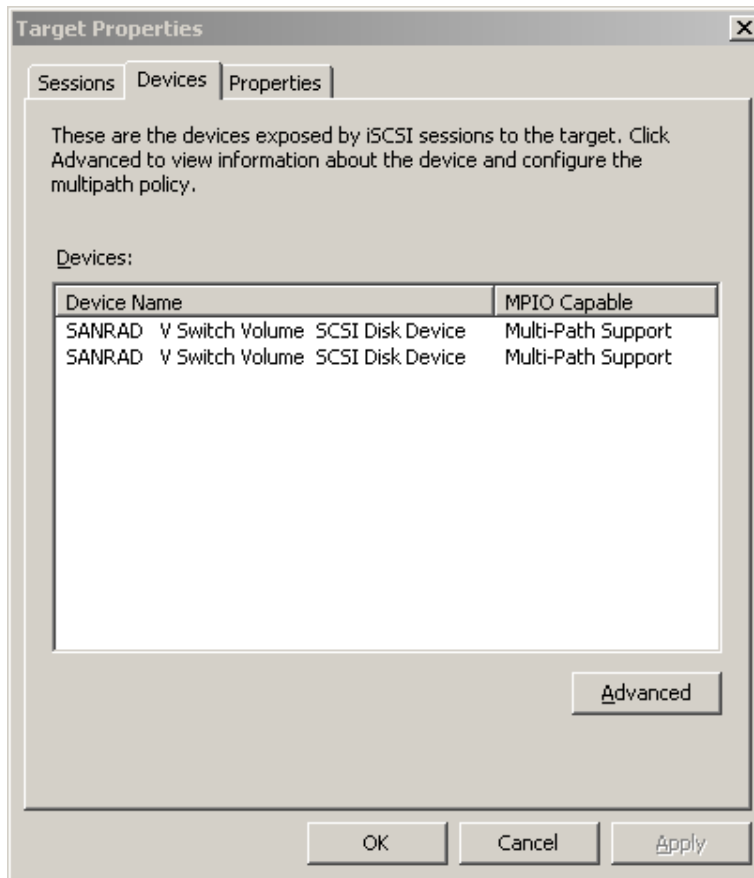 Target Properties
Sessions Devices Properties
These are the devices exposed by iSCSI sessions to the target. Click
Advanced to view information about the device and configure the
multipath policy.
Devices:
Device Name MPIO Capable
SANRAD V Switch Volume SCSI Disk Device Multi-Path Support
SANRAD V Switch Volume SCSI Disk Device Multi-Path Support
Advanced
OK Cancel Apply